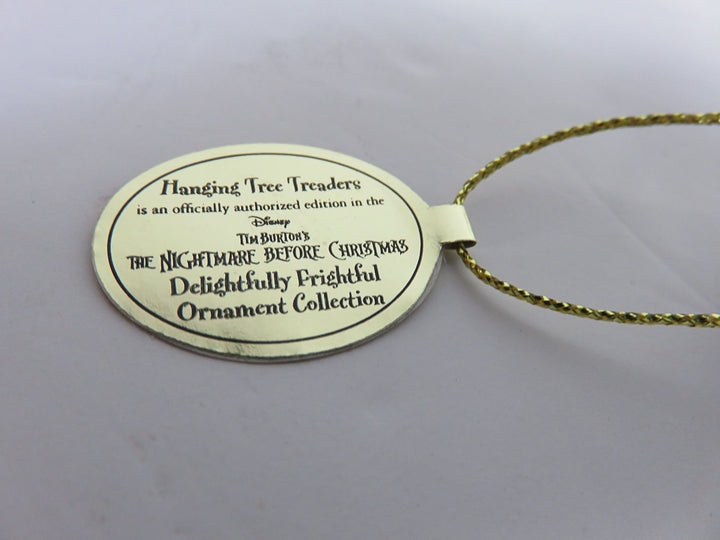 Hanging Tree Treaders
is an officially authorized edition in the
Disney
TIM BURTON'S
THE NIGHTMARE BEFORE CHRISTMAS
Delightfully Frightful
Ornament Collection